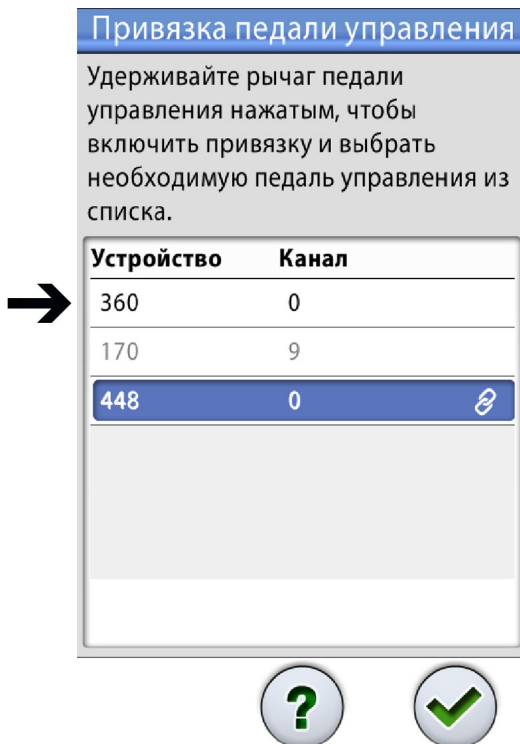 Привязка педали управления
Удерживайте рычаг педали
управления нажатым, чтобы
включить привязку и выбрать
необходимую педаль управления из
списка.
Устройство Канал
360 0
170 9
448 0
?